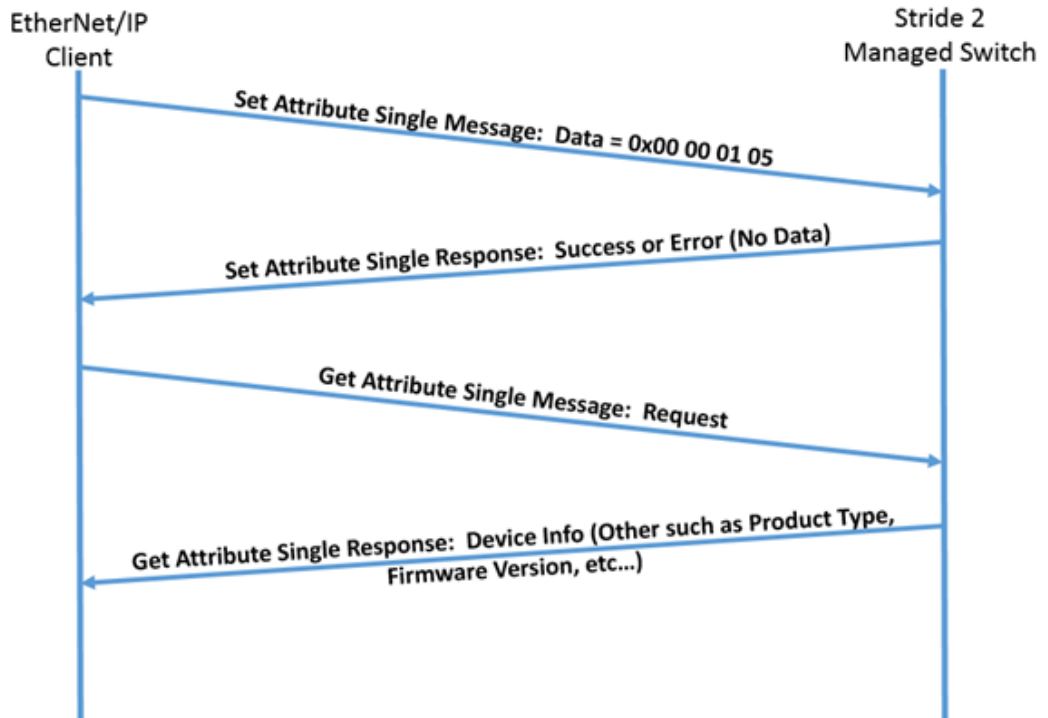 EtherNet/IP
Client
Stride 2
Managed Switch
Set Attribute Single Message:  Data = 0x00 00 01 05
Set Attribute Single Response:  Success or Error (No Data)
Get Attribute Single Message:  Request
Get Attribute Single Response:  Device Info (Other such as Product Type,
Firmware Version, etc...)